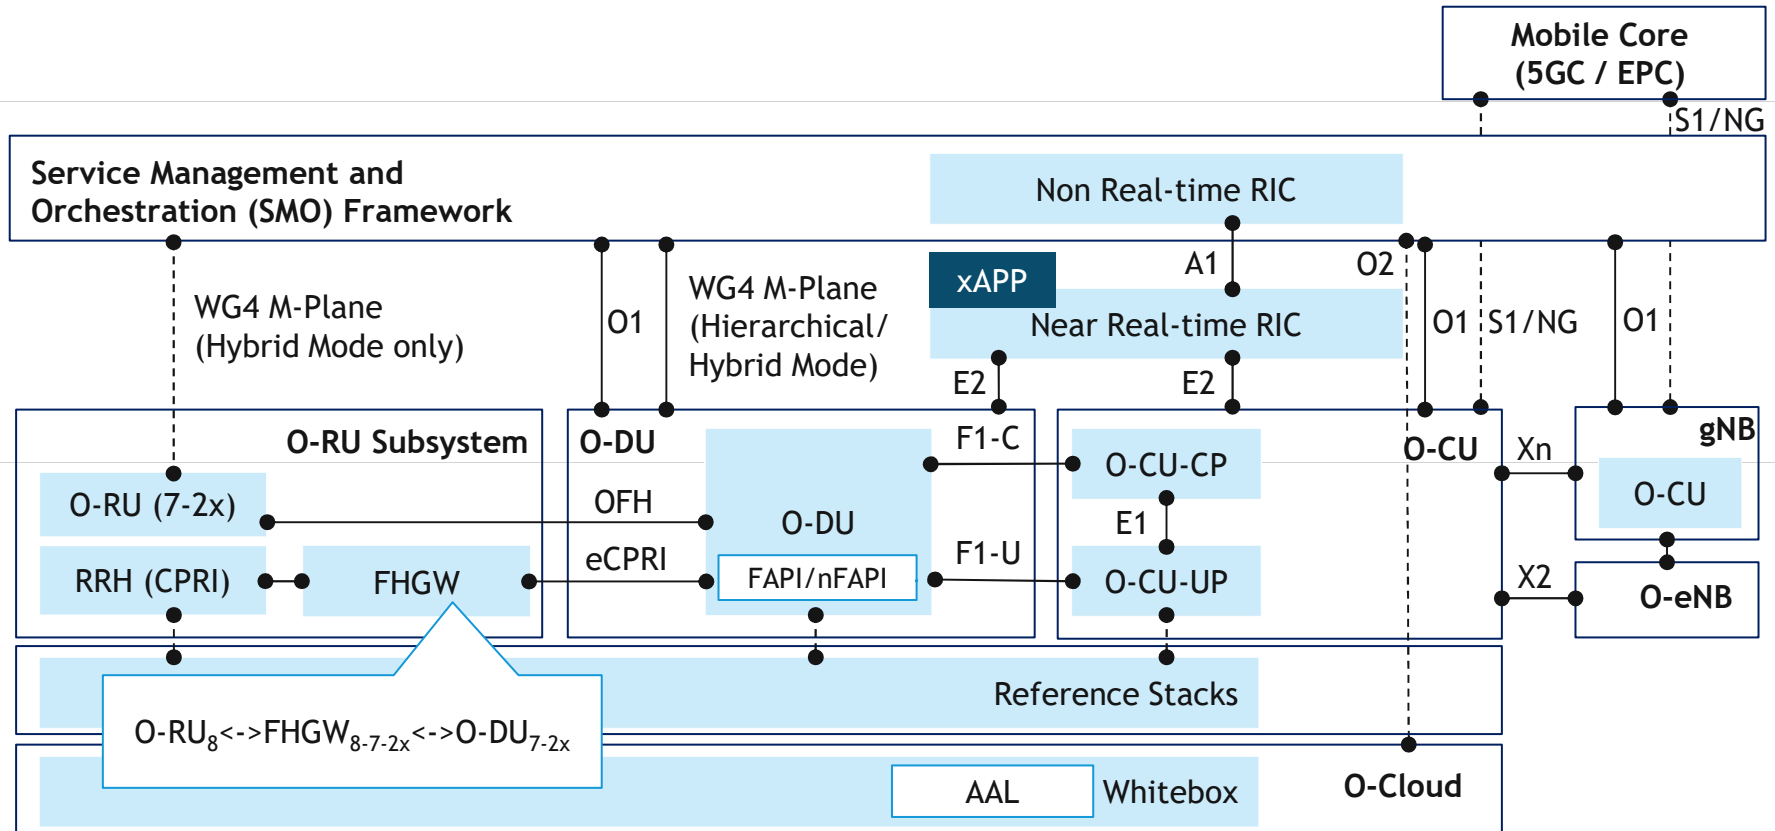 Mobile Core
(5GC / EPC)
S1/NG
Service Management and
Orchestration (SMO) Framework
Non Real-time RIC
A1
O2
xAPP
Near Real-time RIC
WG4 M-Plane
(Hybrid Mode only)
O1
WG4 M-Plane
(Hierarchical/
Hybrid Mode)
O1
S1/NG
O1
E2
E2
O-RU Subsystem
O-DU
F1-C
O-CU
Xn
gNB
O-RU (7-2x)
OFH
O-DU
O-CU-CP
O-CU
E1
RRH (CPRI)
FHGW
eCPRI
FAPI/nFAPI
F1-U
O-CU-UP
X2
O-eNB
Reference Stacks
O-RU8<->FHGW8-7-2x<->O-DU7-2x
AAL
Whitebox
O-Cloud